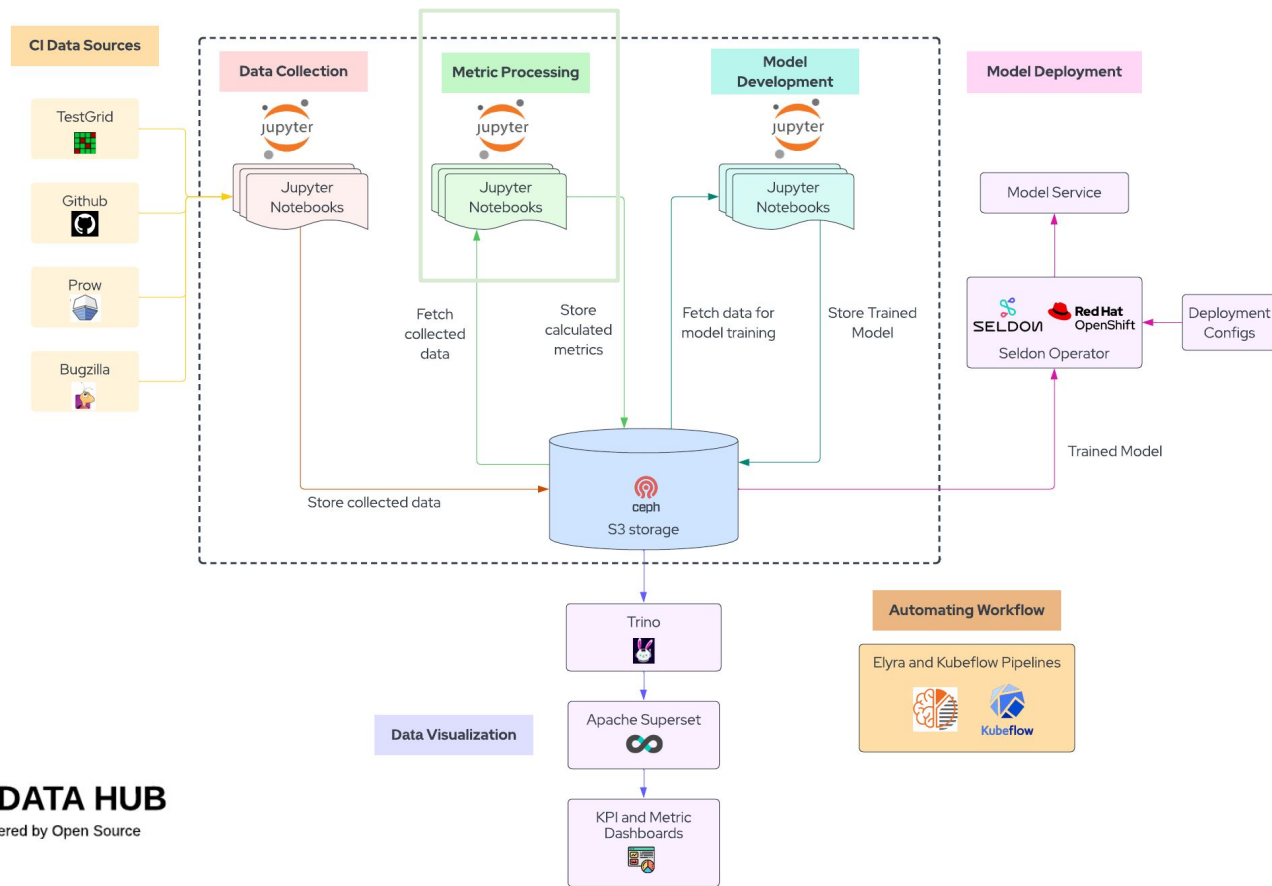 CI Data Sources
TestGrid
Github
Prow
Bugzilla
Data Collection
jupyter
Jupyter
Notebooks
Metric Processing
jupyter
Jupyter
Notebooks
Model
Development
jupyter
Jupyter
Notebooks
Model Deployment
Model Service
SELDON
Red Hat
OpenShift
Seldon Operator
Deployment
Configs
Fetch
collected
data
Store
calculated
metrics
Fetch data for
model training
Store Trained
Model
Trained Model
Store collected data
ceph
S3 storage
Trino
Apache Superset
Data Visualization
KPI and Metric
Dashboards
Automating Workflow
Elyra and Kubeflow Pipelines
Kubeflow
DATA HUB
ered by Open Source